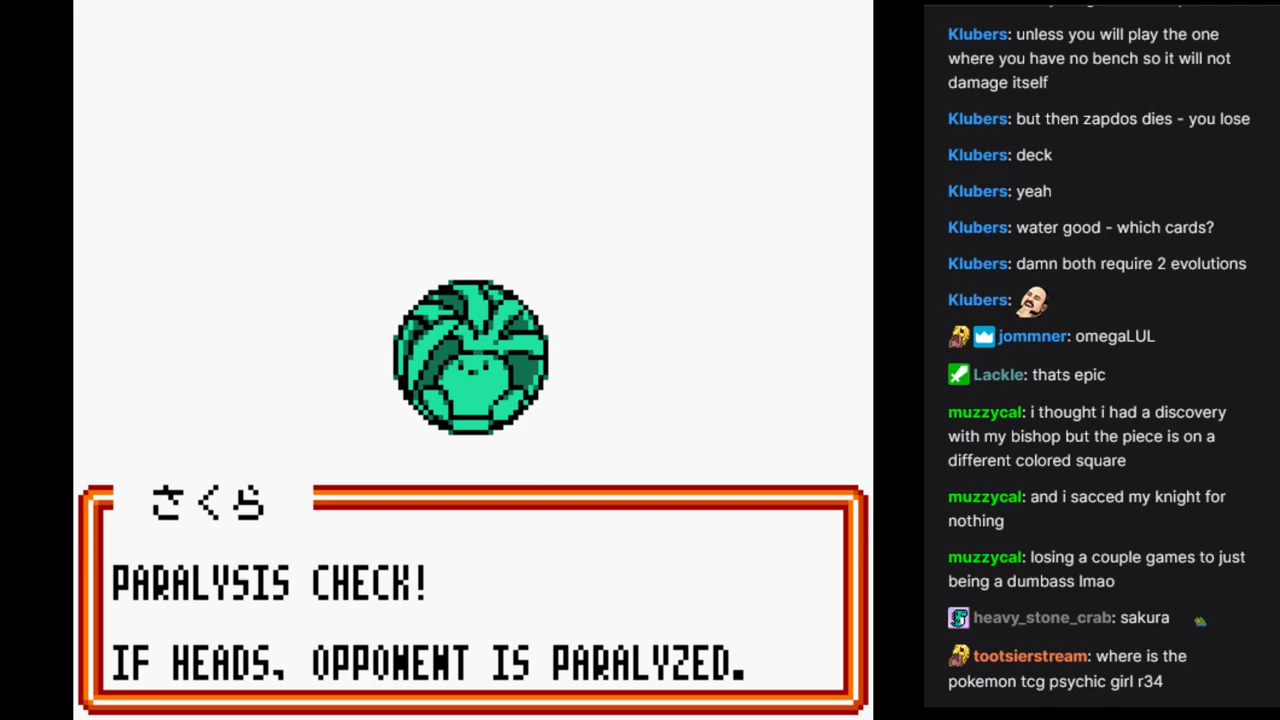 さくら
PARALYSIS CHECK!
IF HEADS, OPPONENT IS PARALYZED.
Klubers: unless you will play the one
where you have no bench so it will not
damage itself
Klubers: but then zapdos dies - you lose
Klubers: deck
Klubers: yeah
Klubers: water good - which cards?
Klubers: damn both require 2 evolutions
Klubers:
jommner: omegaLUL
Lackle: thats epic
muzzycal: i thought i had a discovery
with my bishop but the piece is on a
different colored square
muzzycal: and i sacced my knight for
nothing
muzzycal: losing a couple games to just
being a dumbass lmao
heavy_stone_crab: sakura
tootsierstream: where is the
pokemon tcg psychic girl r34